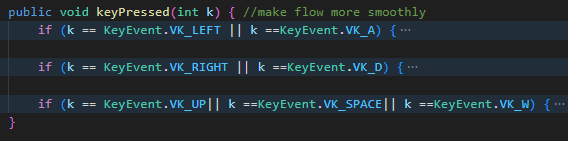 public void keyPressed(int k) { //make flow more smoothly
if (k == KeyEvent.VK_LEFT || k ==KeyEvent.VK_A) {···
if (k == KeyEvent.VK_RIGHT || k ==KeyEvent.VK_D) {···
if (k == KeyEvent.VK_UP|| k ==KeyEvent.VK_SPACE|| k ==KeyEvent.VK_W) {···
}